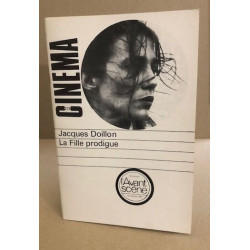 CINEMA
Jacques Doillon
La Fille prodigue
l'Avant
scène